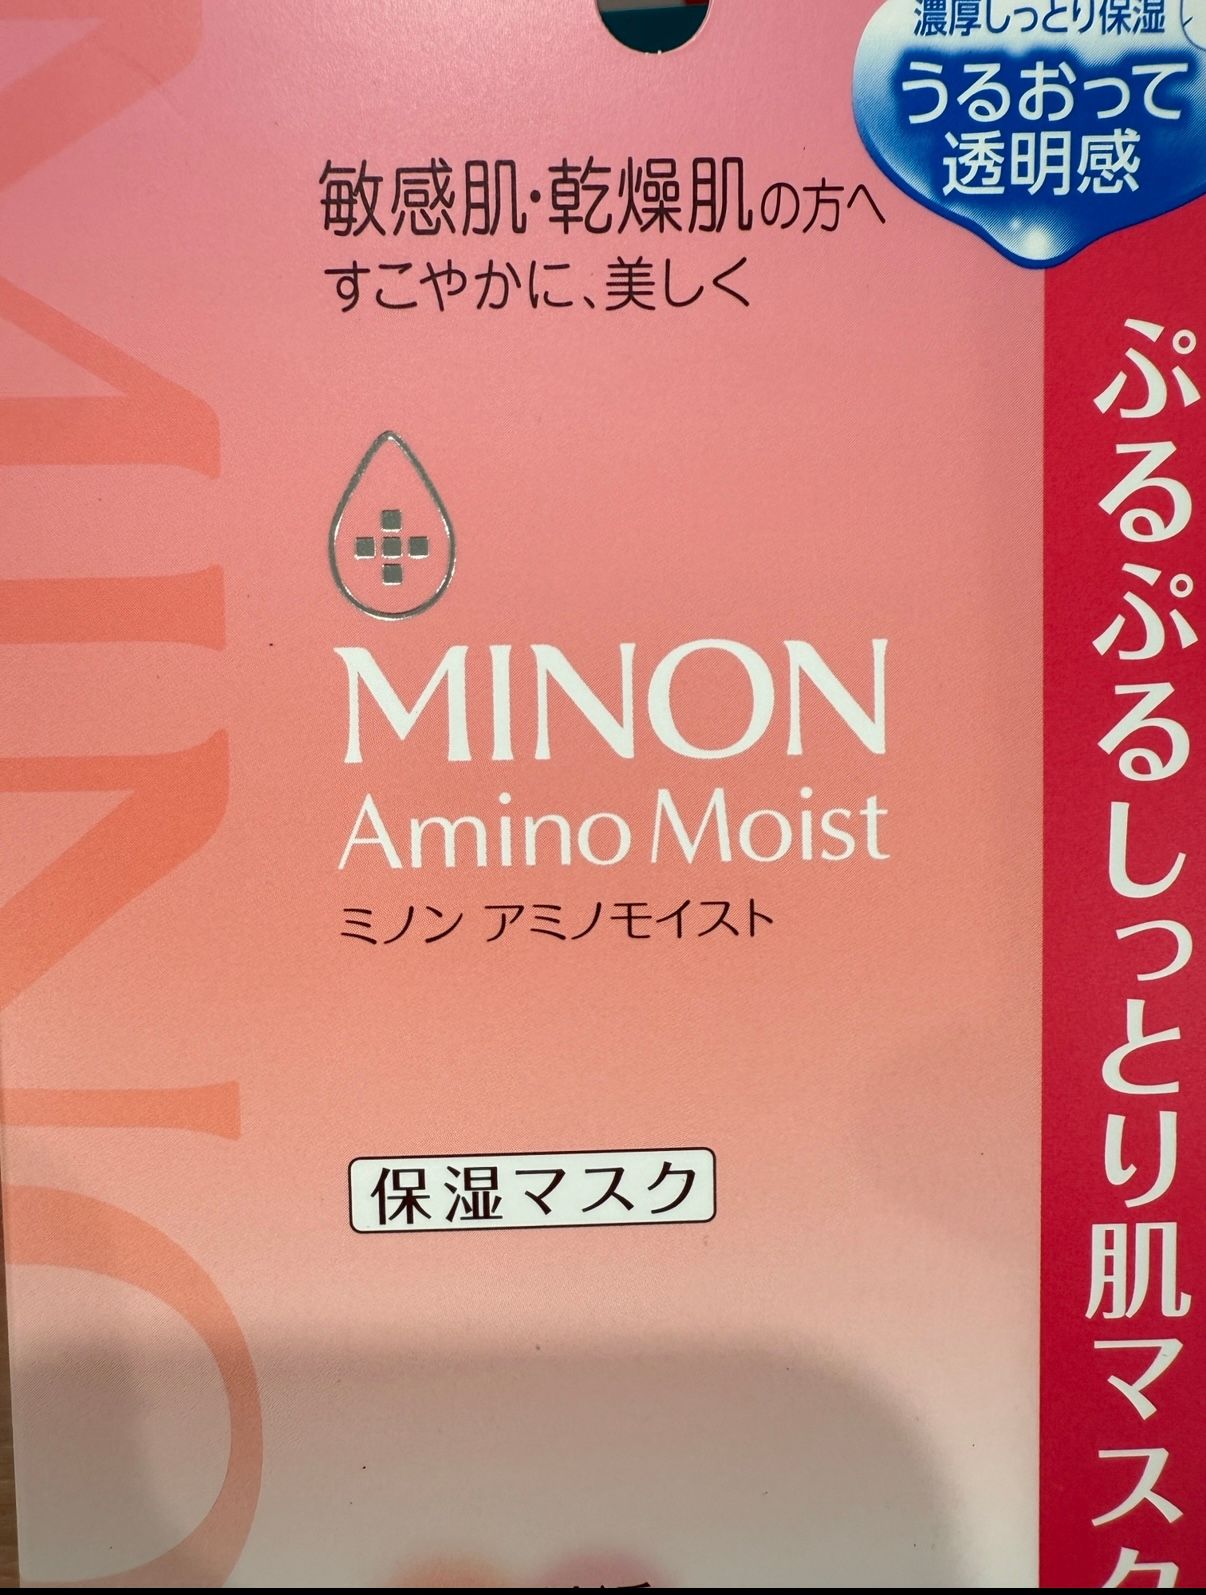 濃厚しっとり保湿
うるおって
透明感
敏感肌・乾燥肌の方へ
すこやかに、美しく
MINON
Amino Moist
ミノン アミノモイスト
保湿マスク
ぷるぷるしっとり肌マスク
MINON